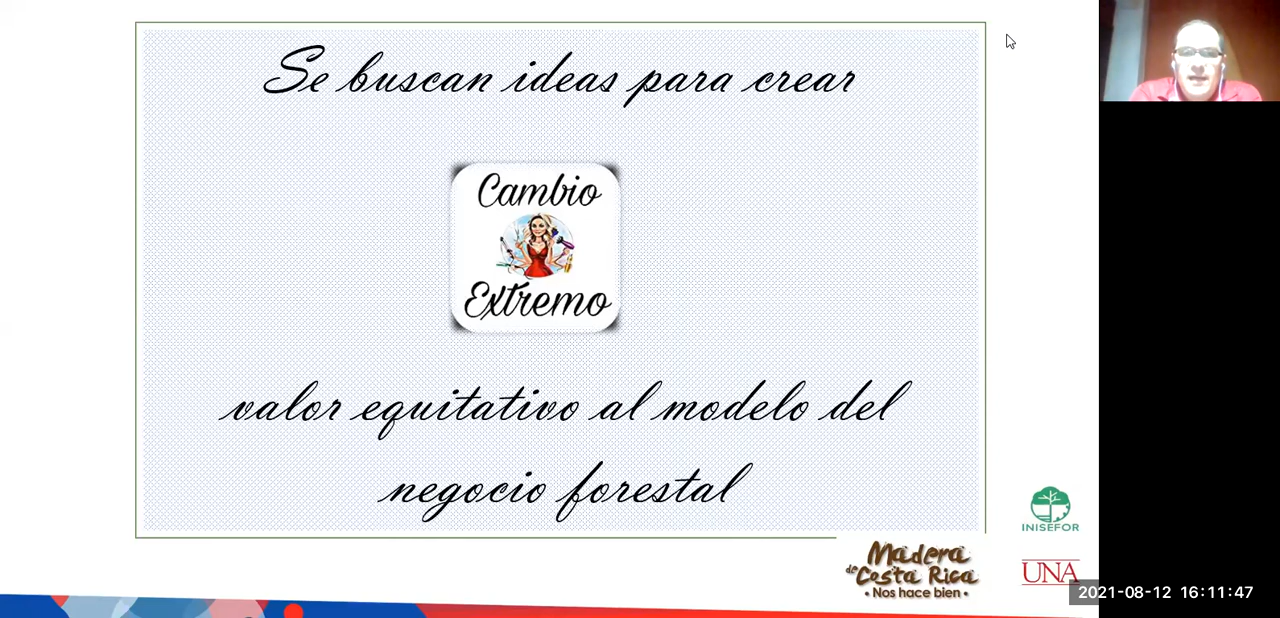 Se buscan ideas para crear
Cambio
Extremo
valor equitativo al modelo del
negocio forestal
INISEFOR
Madera
de Costa Rica
• Nos hace bien •
UNA
2021-08-12 16:11:47